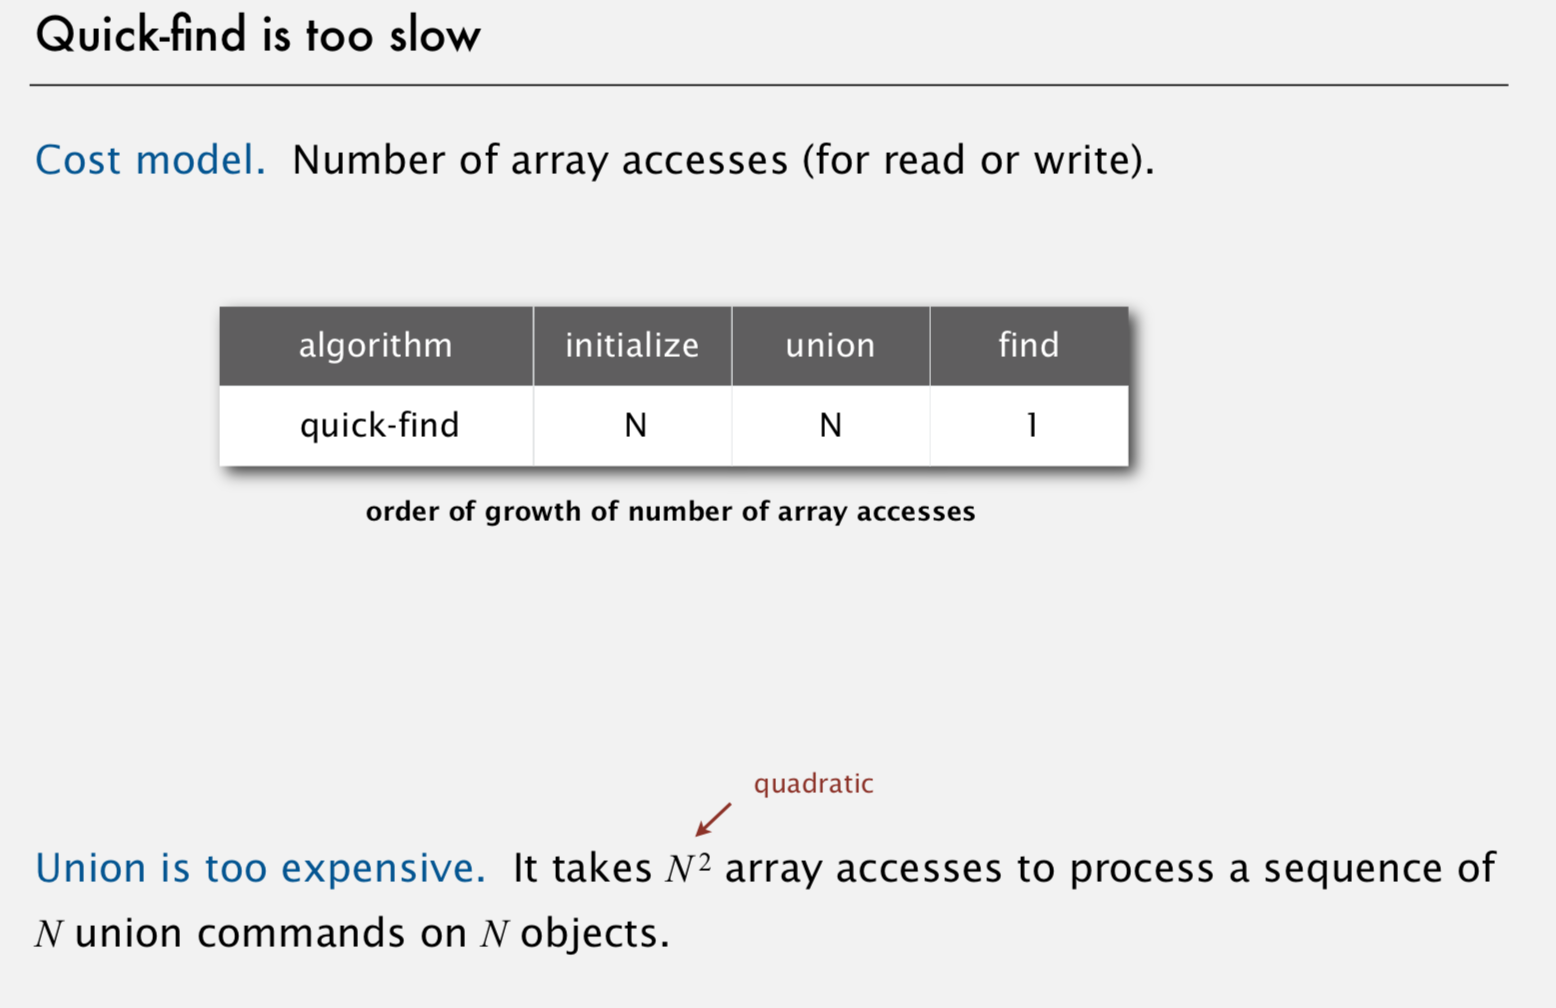 Quick-find is too slow
Cost model. Number of array accesses (for read or write).
algorithm initialize union find
quick-find N N 1
order of growth of number of array accesses
quadratic
Union is too expensive. It takes N² array accesses to process a sequence of
N union commands on N objects.